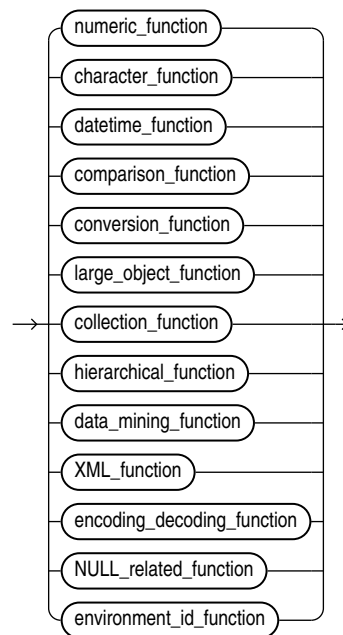 numeric_function
character_function
datetime_function
comparison_function
conversion_function
large_object_function
collection_function
hierarchical_function
data_mining_function
XML_function
encoding_decoding_function
NULL_related_function
environment_id_function